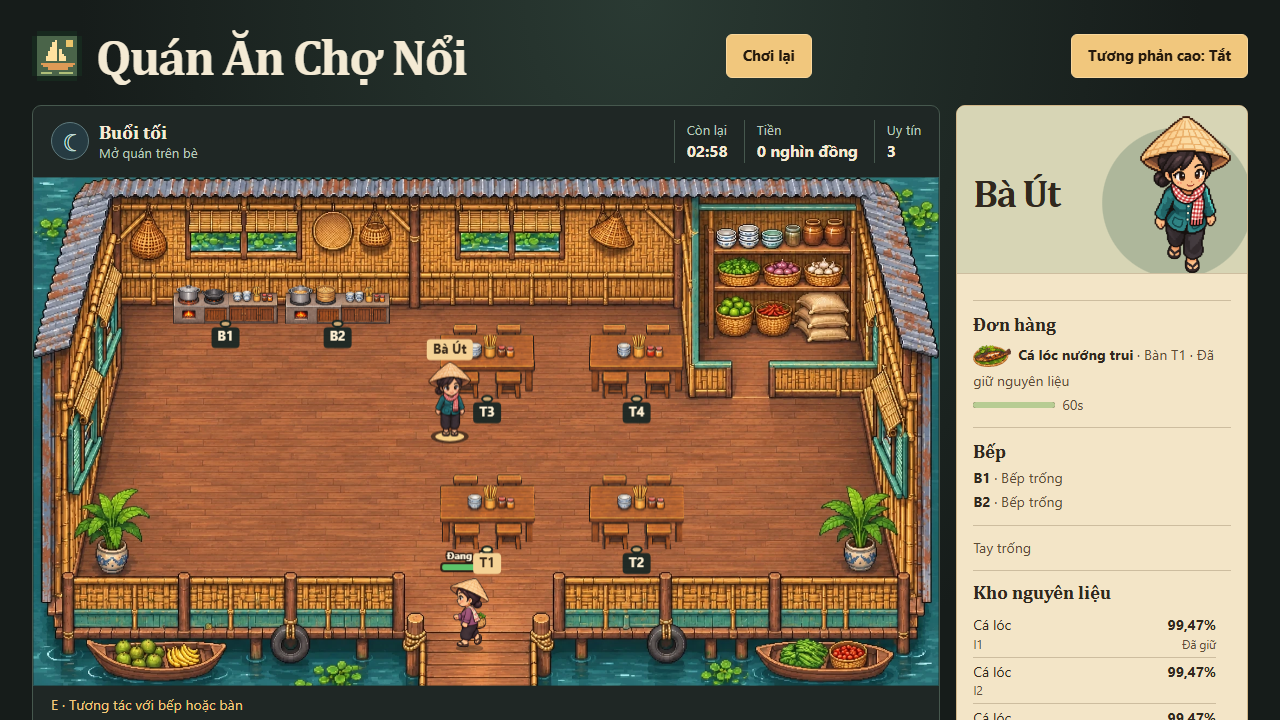 Quán Ăn Chợ Nổi
Chơi lại
Tương phản cao: Tắt
Buổi tối
Mở quán trên bè
Còn lại
02:58
Tiền
0 nghìn đồng
Uy tín
3
B1
B2
Bà Út
T3
T4
Đang
T1
T2
E · Tương tác với bếp hoặc bàn
Bà Út
Đơn hàng
Cá lóc nướng trui · Bàn T1 · Đã
giữ nguyên liệu
60s
Bếp
B1 · Bếp trống
B2 · Bếp trống
Tay trống
Kho nguyên liệu
Cá lóc 99,47%
I1 Đã giữ
Cá lóc 99,47%
I2
Cá lóc 99,47%